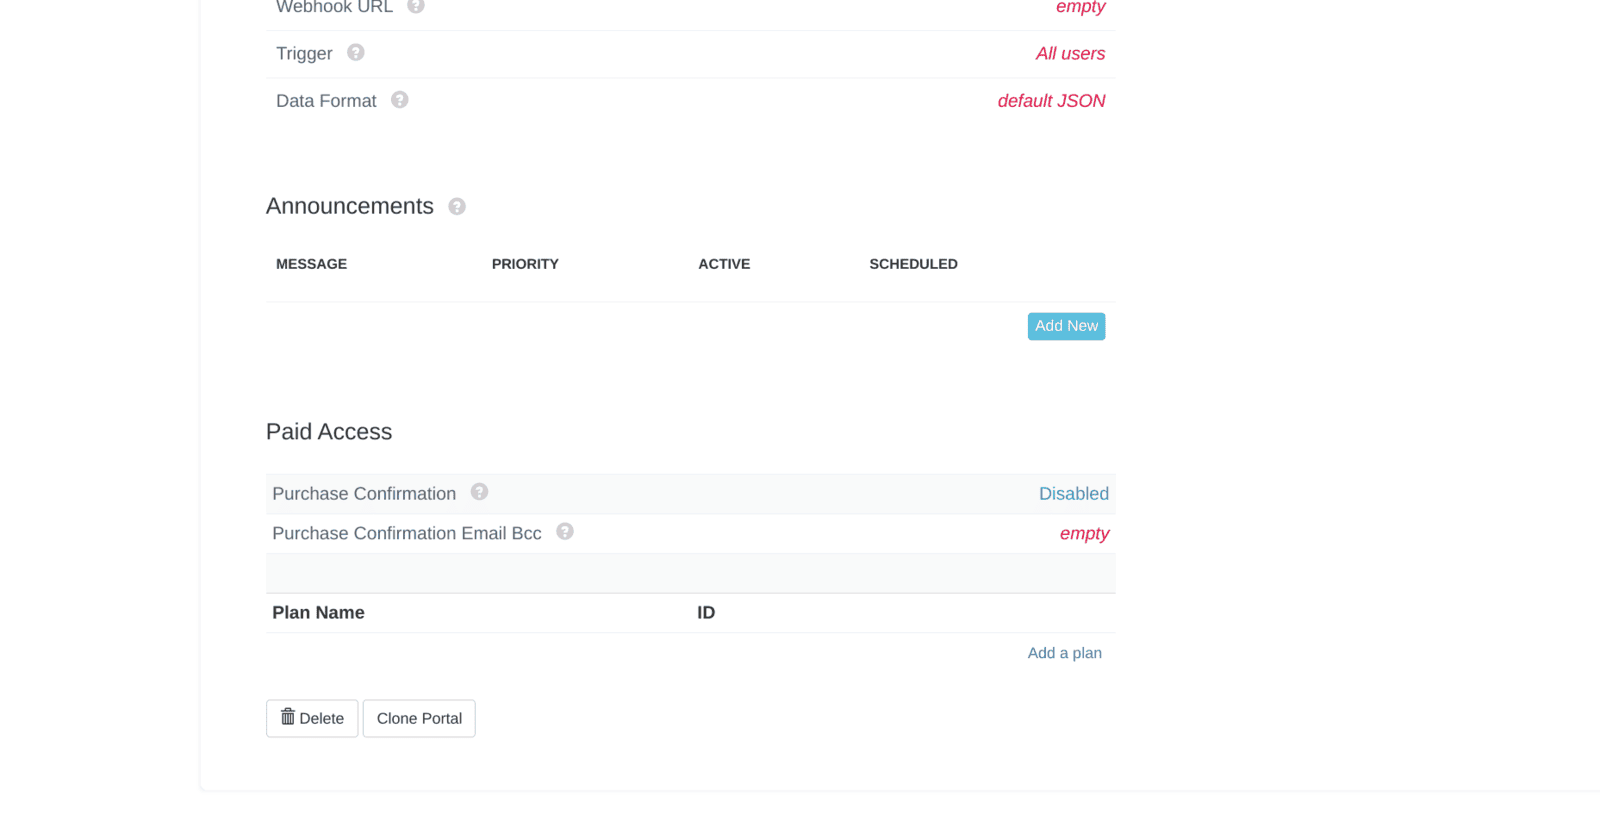 Webhook URL ? empty
Trigger ? All users
Data Format ? default JSON
Announcements ?
MESSAGE PRIORITY ACTIVE SCHEDULED
Add New
Paid Access
Purchase Confirmation ? Disabled
Purchase Confirmation Email Bcc ? empty
Plan Name ID
Add a plan
Delete Clone Portal